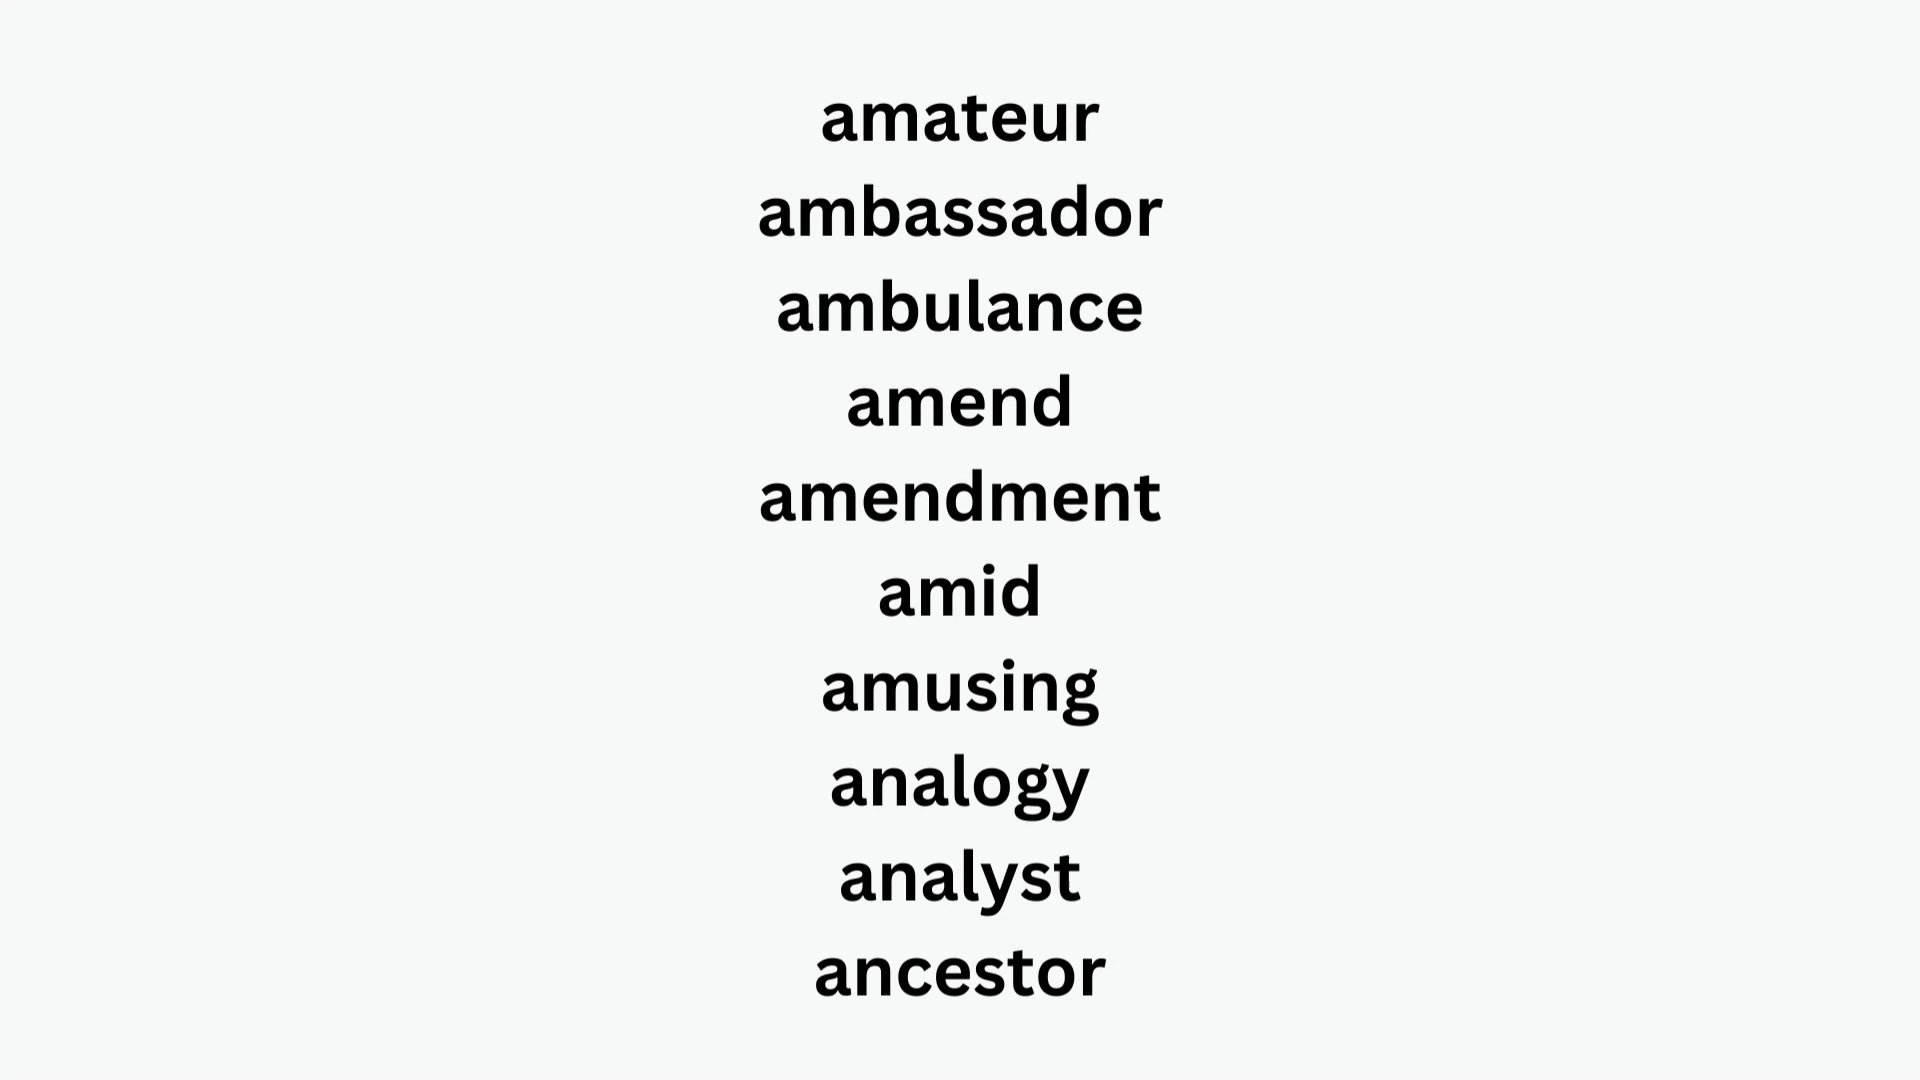 amateur
ambassador
ambulance
amend
amendment
amid
amusing
analogy
analyst
ancestor